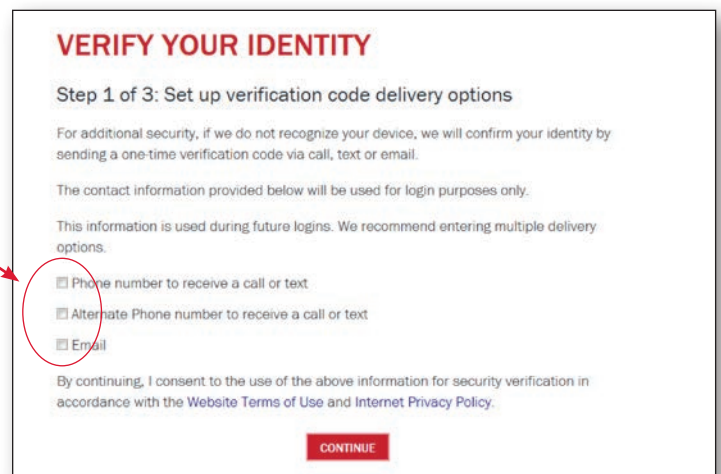 VERIFY YOUR IDENTITY
Step 1 of 3: Set up verification code delivery options
For additional security, if we do not recognize your device, we will confirm your identity by
sending a one-time verification code via call, text or email.
The contact information provided below will be used for login purposes only.
This information is used during future logins. We recommend entering multiple delivery
options.
Phone number to receive a call or text
Alternate Phone number to receive a call or text
Email
By continuing, I consent to the use of the above information for security verification in
accordance with the Website Terms of Use and Internet Privacy Policy.
CONTINUE